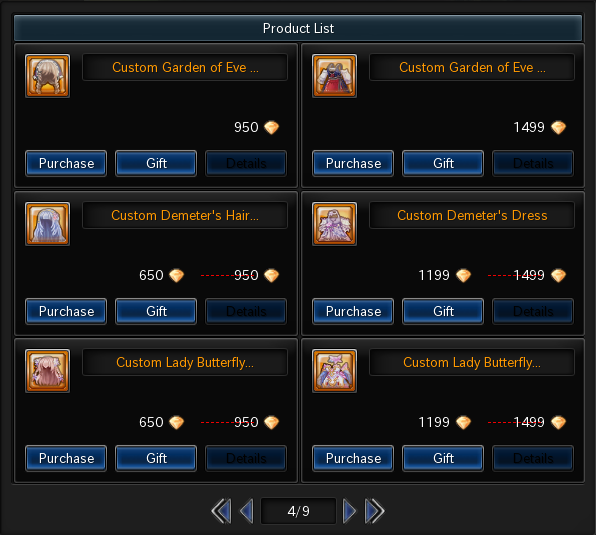 Product List
Custom Garden of Eve ...
950
Purchase Gift Details
Custom Garden of Eve ...
1499
Purchase Gift Details
Custom Demeter's Hair...
650 950
Purchase Gift Details
Custom Demeter's Dress
1199 1499
Purchase Gift Details
Custom Lady Butterfly...
650 950
Purchase Gift Details
Custom Lady Butterfly...
1199 1499
Purchase Gift Details
4/9